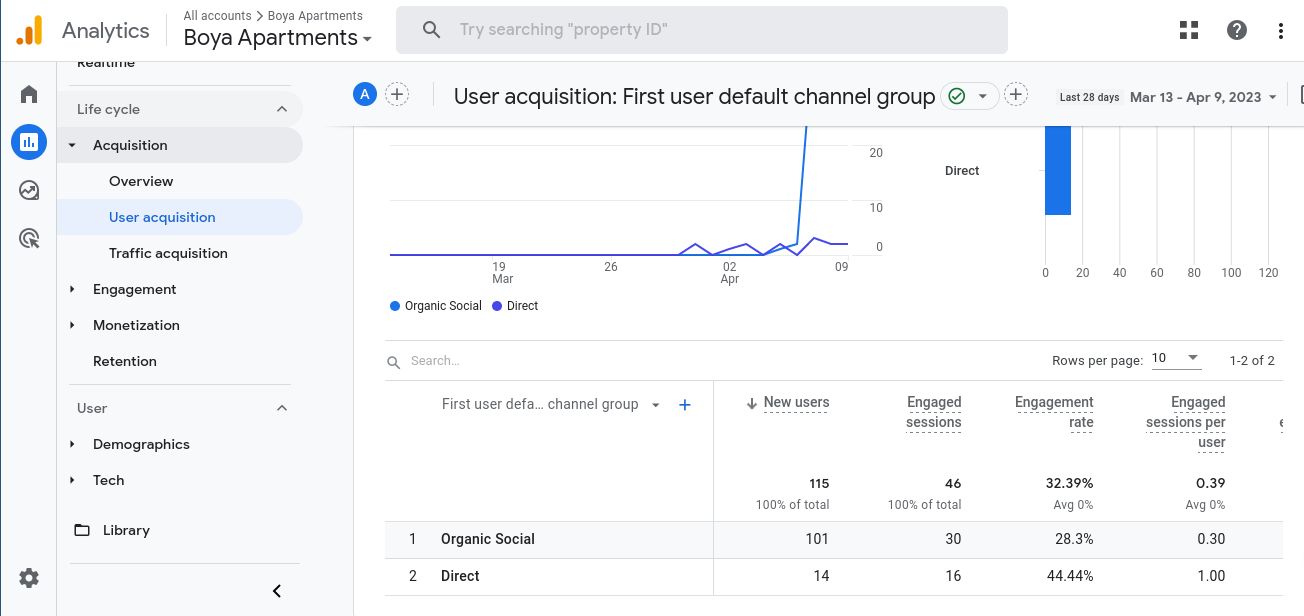 All accounts > Boya Apartments
Analytics
Boya Apartments
Try searching "property ID"
Realtime
Life cycle
Acquisition
Overview
User acquisition
Traffic acquisition
Engagement
Monetization
Retention
User
Demographics
Tech
Library
A
User acquisition: First user default channel group
Last 28 days Mar 13 - Apr 9, 2023
20
10
0
19
Mar
26
02
Apr
09
Organic Social
Direct
Direct
0 20 40 60 80 100 120
Search...
Rows per page: 10
1-2 of 2
First user defa... channel group
New users
Engaged
sessions
Engagement
rate
Engaged
sessions per
user
115 46 32.39% 0.39
100% of total 100% of total Avg 0% Avg 0%
1 Organic Social 101 30 28.3% 0.30
2 Direct 14 16 44.44% 1.00